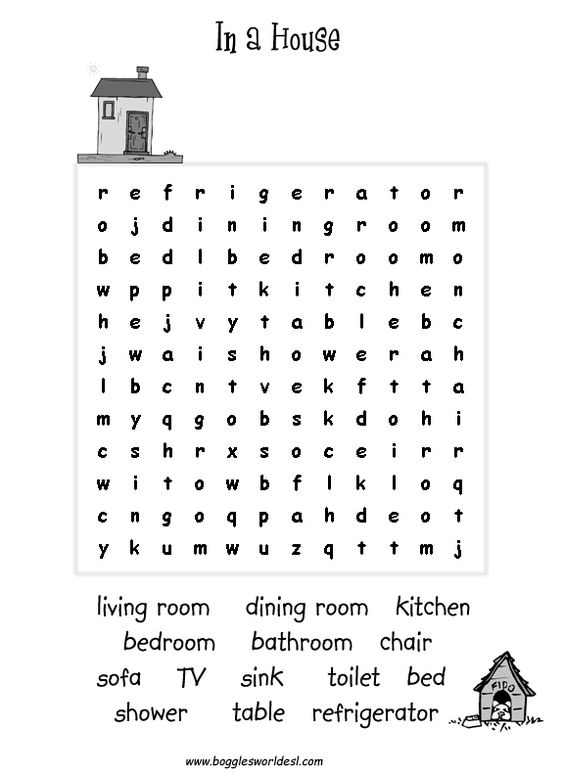 In a House
r e f r i g e r a t o r
o j d i n i n g r o o m
b e d l b e d r o o m o
w p p i t k i t c h e n
h e j v y t a b l e b c
j w a i s h o w e r a h
l b c n t v e k f t t a
m y q g o b s k d o h i
c s h r x s o c e i r r
w i t o w b f l k l o q
c n g o q p a h d e o t
y k u m w u z q t t m j
living room dining room kitchen
bedroom bathroom chair
sofa TV sink toilet bed
FIDO
shower table refrigerator
www.bogglesworldesl.com